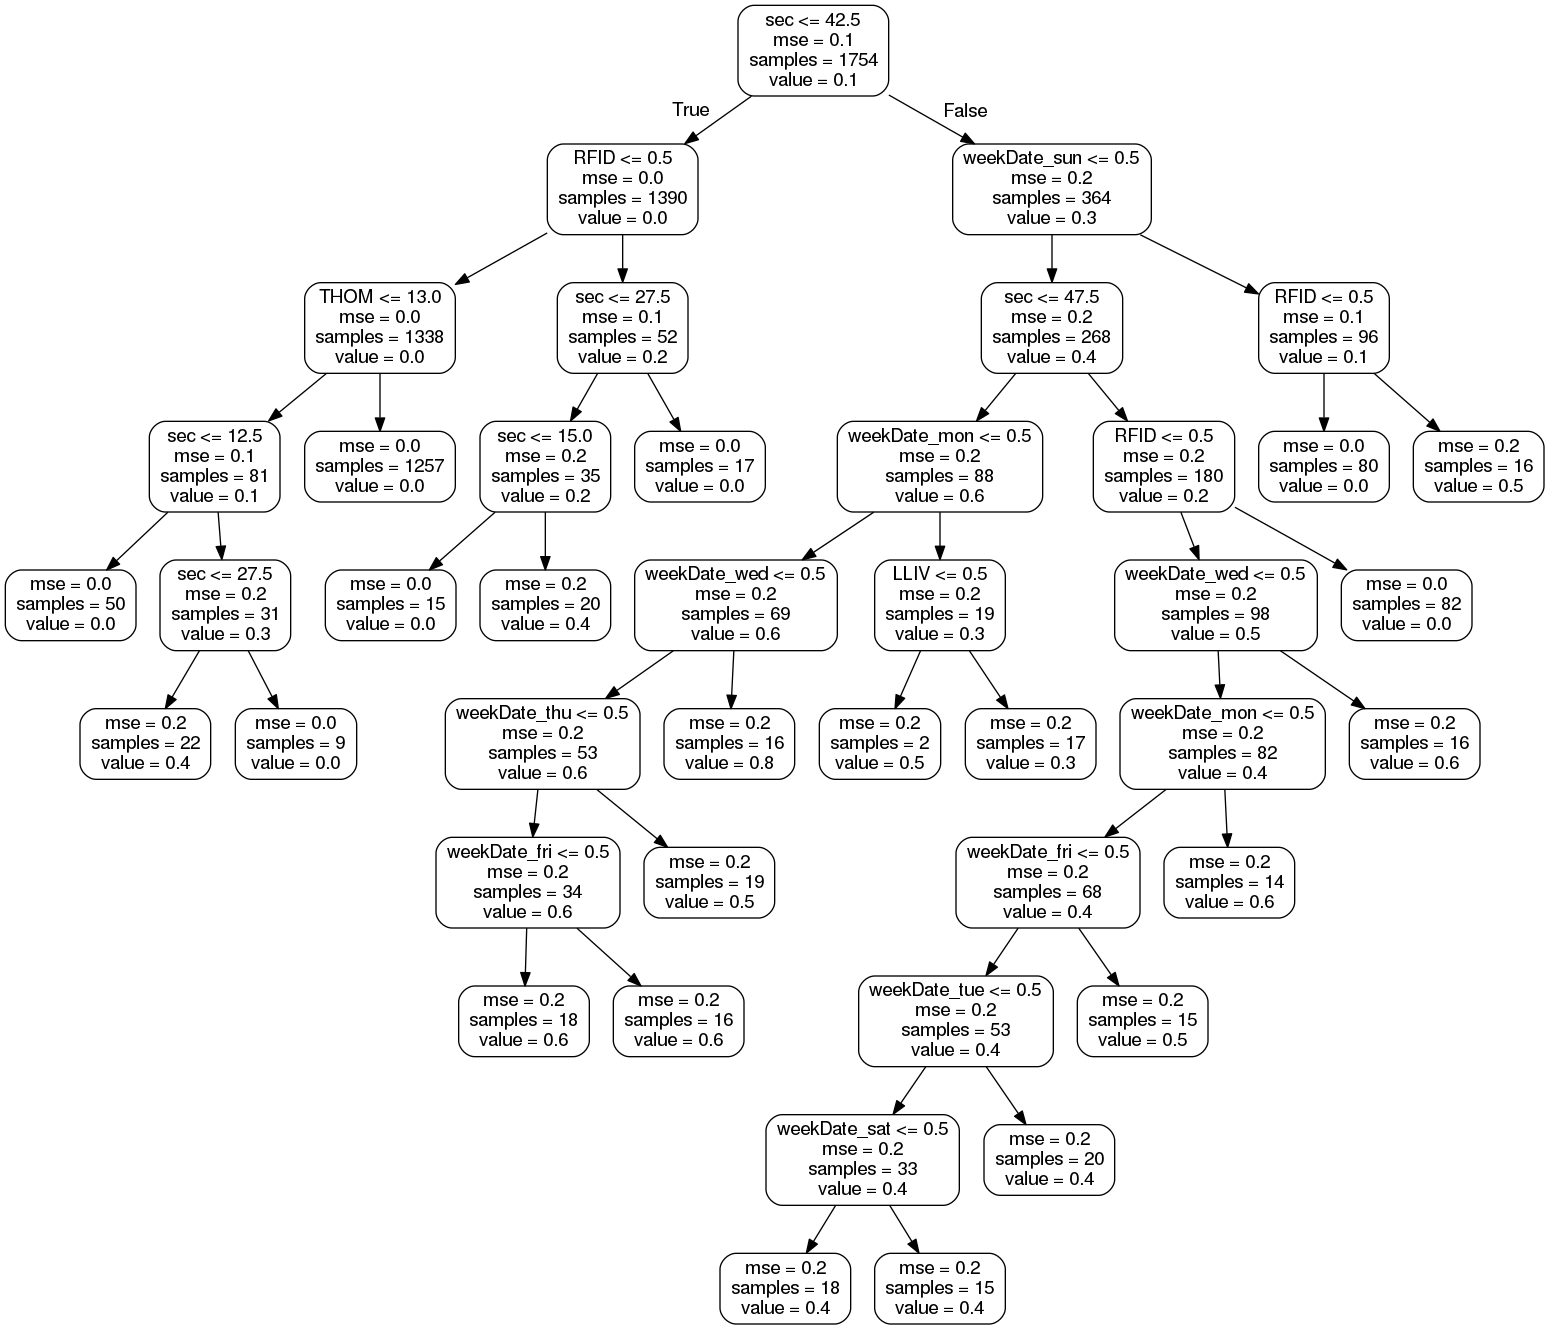 sec <= 42.5
mse = 0.1
samples = 1754
value = 0.1
True
False
RFID <= 0.5
mse = 0.0
samples = 1390
value = 0.0
weekDate_sun <= 0.5
mse = 0.2
samples = 364
value = 0.3
THOM <= 13.0
mse = 0.0
samples = 1338
value = 0.0
sec <= 27.5
mse = 0.1
samples = 52
value = 0.2
sec <= 47.5
mse = 0.2
samples = 268
value = 0.4
RFID <= 0.5
mse = 0.1
samples = 96
value = 0.1
sec <= 12.5
mse = 0.1
samples = 81
value = 0.1
mse = 0.0
samples = 1257
value = 0.0
sec <= 15.0
mse = 0.2
samples = 35
value = 0.2
mse = 0.0
samples = 17
value = 0.0
weekDate_mon <= 0.5
mse = 0.2
samples = 88
value = 0.6
RFID <= 0.5
mse = 0.2
samples = 180
value = 0.2
mse = 0.0
samples = 80
value = 0.0
mse = 0.2
samples = 16
value = 0.5
mse = 0.0
samples = 50
value = 0.0
sec <= 27.5
mse = 0.2
samples = 31
value = 0.3
mse = 0.0
samples = 15
value = 0.0
mse = 0.2
samples = 20
value = 0.4
weekDate_wed <= 0.5
mse = 0.2
samples = 69
value = 0.6
LLIV <= 0.5
mse = 0.2
samples = 19
value = 0.3
weekDate_wed <= 0.5
mse = 0.2
samples = 98
value = 0.5
mse = 0.0
samples = 82
value = 0.0
mse = 0.2
samples = 22
value = 0.4
mse = 0.0
samples = 9
value = 0.0
weekDate_thu <= 0.5
mse = 0.2
samples = 53
value = 0.6
mse = 0.2
samples = 16
value = 0.8
mse = 0.2
samples = 2
value = 0.5
mse = 0.2
samples = 17
value = 0.3
weekDate_mon <= 0.5
mse = 0.2
samples = 82
value = 0.4
mse = 0.2
samples = 16
value = 0.6
weekDate_fri <= 0.5
mse = 0.2
samples = 34
value = 0.6
mse = 0.2
samples = 19
value = 0.5
weekDate_fri <= 0.5
mse = 0.2
samples = 68
value = 0.4
mse = 0.2
samples = 14
value = 0.6
mse = 0.2
samples = 18
value = 0.6
mse = 0.2
samples = 16
value = 0.6
weekDate_tue <= 0.5
mse = 0.2
samples = 53
value = 0.4
mse = 0.2
samples = 15
value = 0.5
weekDate_sat <= 0.5
mse = 0.2
samples = 33
value = 0.4
mse = 0.2
samples = 20
value = 0.4
mse = 0.2
samples = 18
value = 0.4
mse = 0.2
samples = 15
value = 0.4